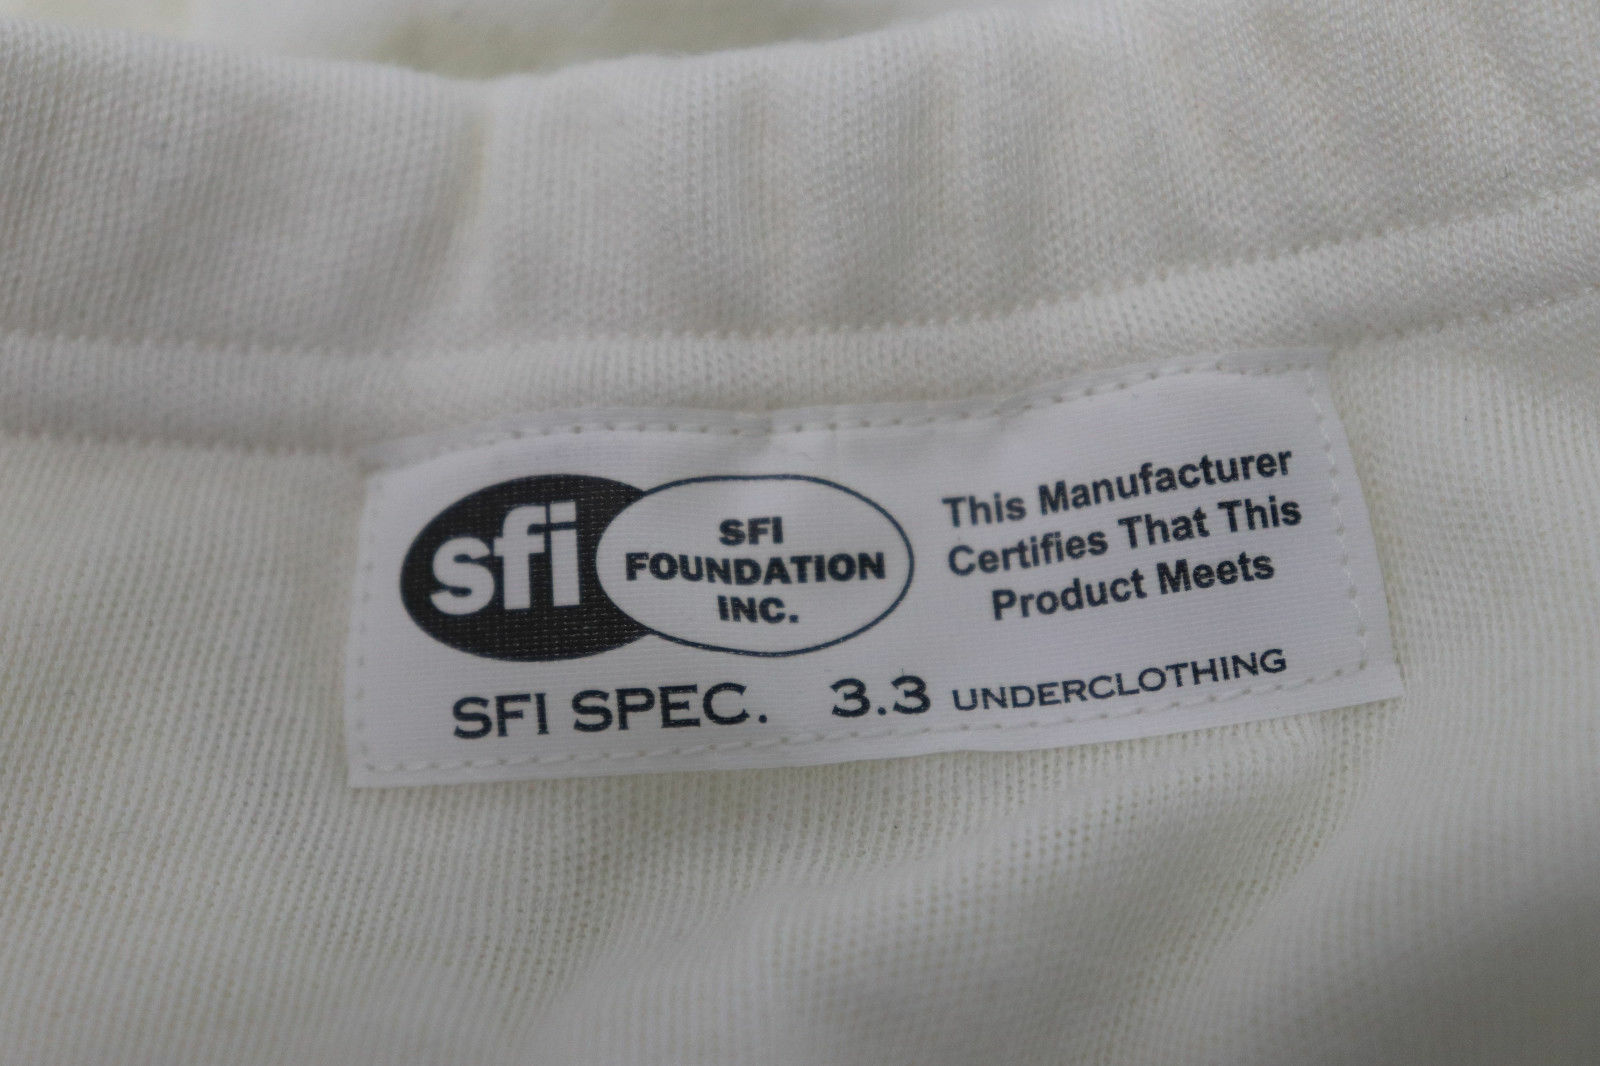 sfi
SFI
FOUNDATION
INC.
This Manufacturer
Certifies That This
Product Meets
SFI SPEC. 3.3 UNDERCLOTHING